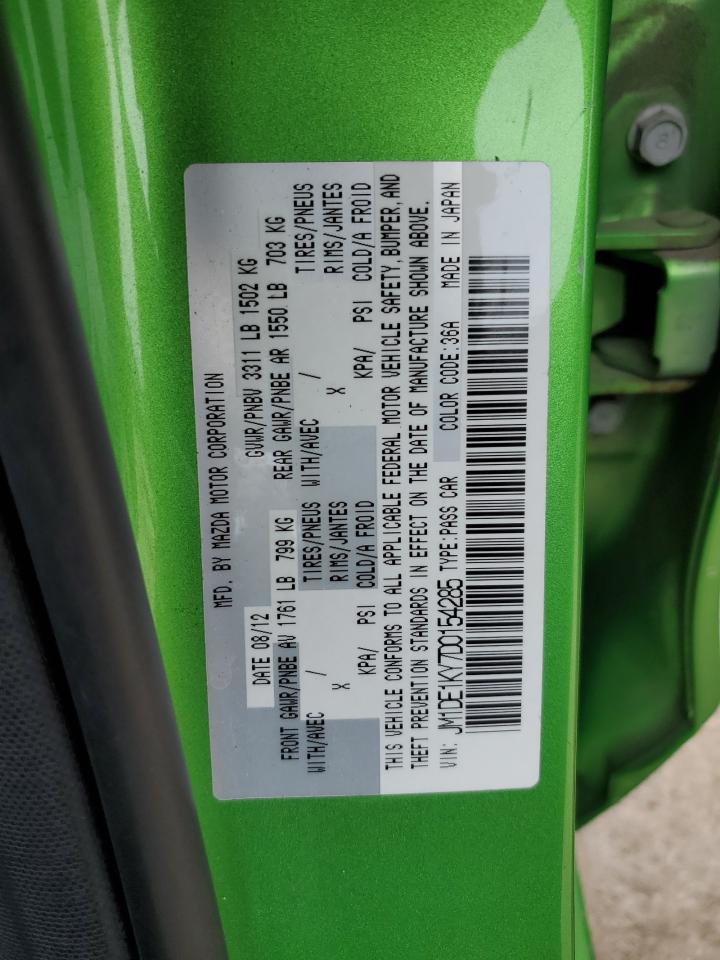 MFD. BY MAZDA MOTOR CORPORATION
DATE 08/12 GVWR/PNBV 3311 LB 1502 KG
FRONT GAWR/PNBE AV 1761 LB 799 KG REAR GAWR/PNBE AR 1550 LB 703 KG
WITH/AVEC / TIRES/PNEUS WITH/AVEC / TIRES/PNEUS
X RIMS/JANTES X RIMS/JANTES
KPA/ PSI COLD/A FROID KPA/ PSI COLD/A FROID
THIS VEHICLE CONFORMS TO ALL APPLICABLE FEDERAL MOTOR VEHICLE SAFETY, BUMPER, AND
THEFT PREVENTION STANDARDS IN EFFECT ON THE DATE OF MANUFACTURE SHOWN ABOVE.
VIN: JM1DE1KY7D0154285 TYPE:PASS CAR COLOR CODE:36A MADE IN JAPAN
8